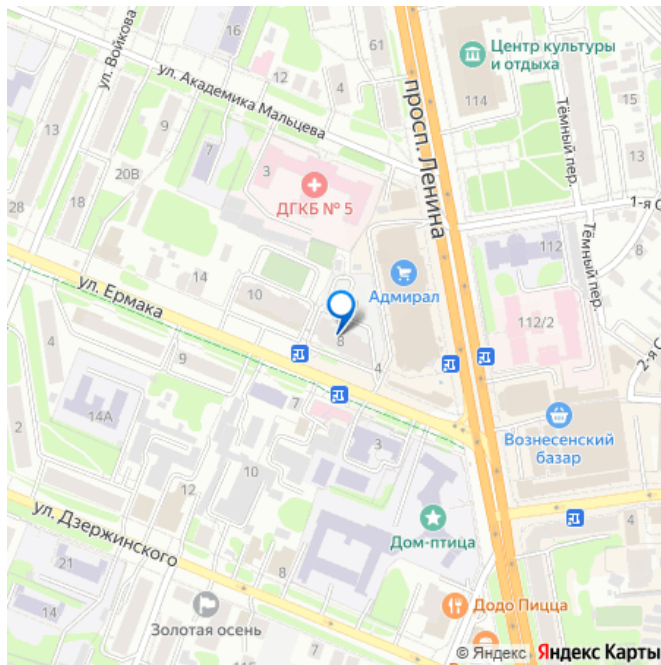 16
61
Центр культуры
и отдыха
ул. Войкова
12
114
15
ул. Академика Мальцева
4
просп. Ленина
Тёмный пер.
9
13
7
3
13
20В
ДГКБ № 5
18
28
1-я С
112
Тёмный пер.
8
14
Адмирал
10
ул. Ермака
112/2
8
2-я С
4
9
4
14А
7
Вознесенский
базар
2
3
10
12
ул. Дзержинского
Дом-птица
4
21
8
14
Додо Пицца
Золотая осень
7
© Яндекс Яндекс Карты